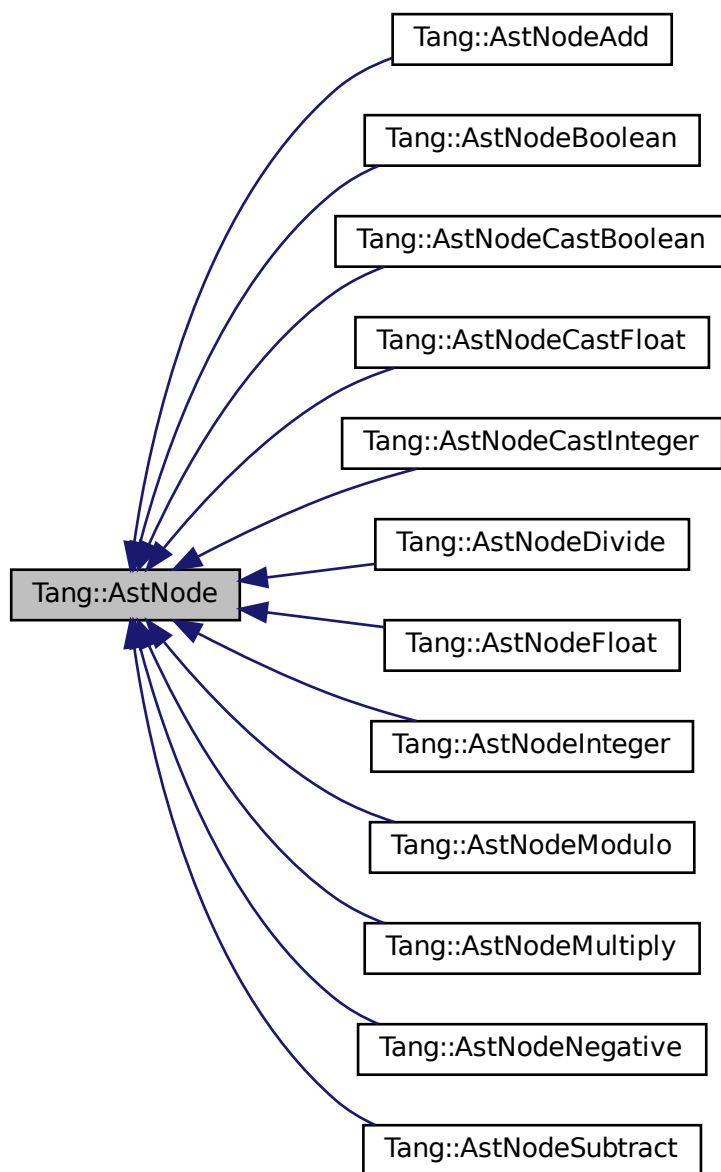 Tang::AstNodeAdd
Tang::AstNodeBoolean
Tang::AstNodeCastBoolean
Tang::AstNodeCastFloat
Tang::AstNodeCastInteger
Tang::AstNodeDivide
Tang::AstNode
Tang::AstNodeFloat
Tang::AstNodeInteger
Tang::AstNodeModulo
Tang::AstNodeMultiply
Tang::AstNodeNegative
Tang::AstNodeSubtract